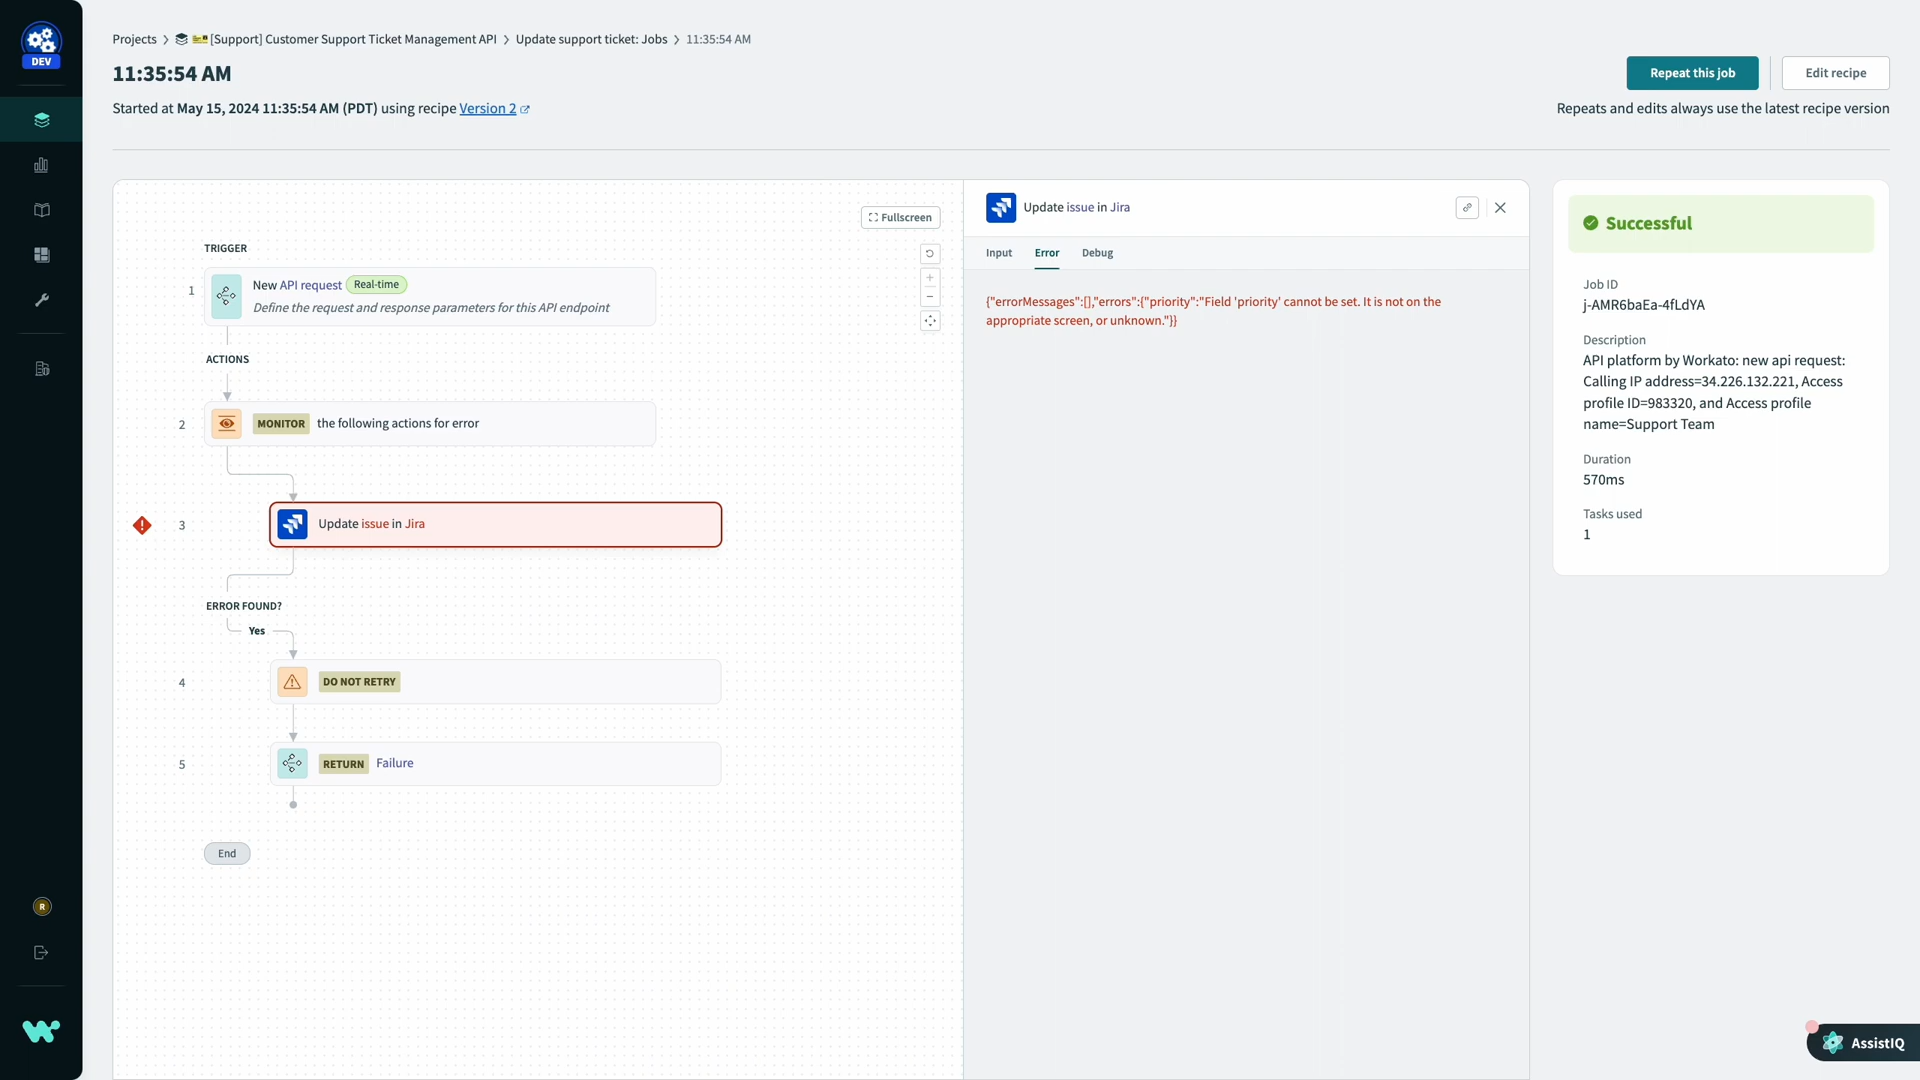 DEV
Projects
[Support] Customer Support Ticket Management API
Update support ticket: Jobs
11:35:54 AM
11:35:54 AM
Started at May 15, 2024 11:35:54 AM (PDT) using recipe Version 2
Repeat this job
Edit recipe
Repeats and edits always use the latest recipe version
Fullscreen
TRIGGER
1
New API request Real-time
Define the request and response parameters for this API endpoint
ACTIONS
2
MONITOR the following actions for error
3
Update issue in Jira
ERROR FOUND?
Yes
4
DO NOT RETRY
5
RETURN Failure
End
Update issue in Jira
Input
Error
Debug
{"errorMessages":[],"errors":{"priority":"Field 'priority' cannot be set. It is not on the
appropriate screen, or unknown."}}
Successful
Job ID
j-AMR6baEa-4fLdYA
Description
API platform by Workato: new api request:
Calling IP address=34.226.132.221, Access
profile ID=983320, and Access profile
name=Support Team
Duration
570ms
Tasks used
1
R
AssistIQ